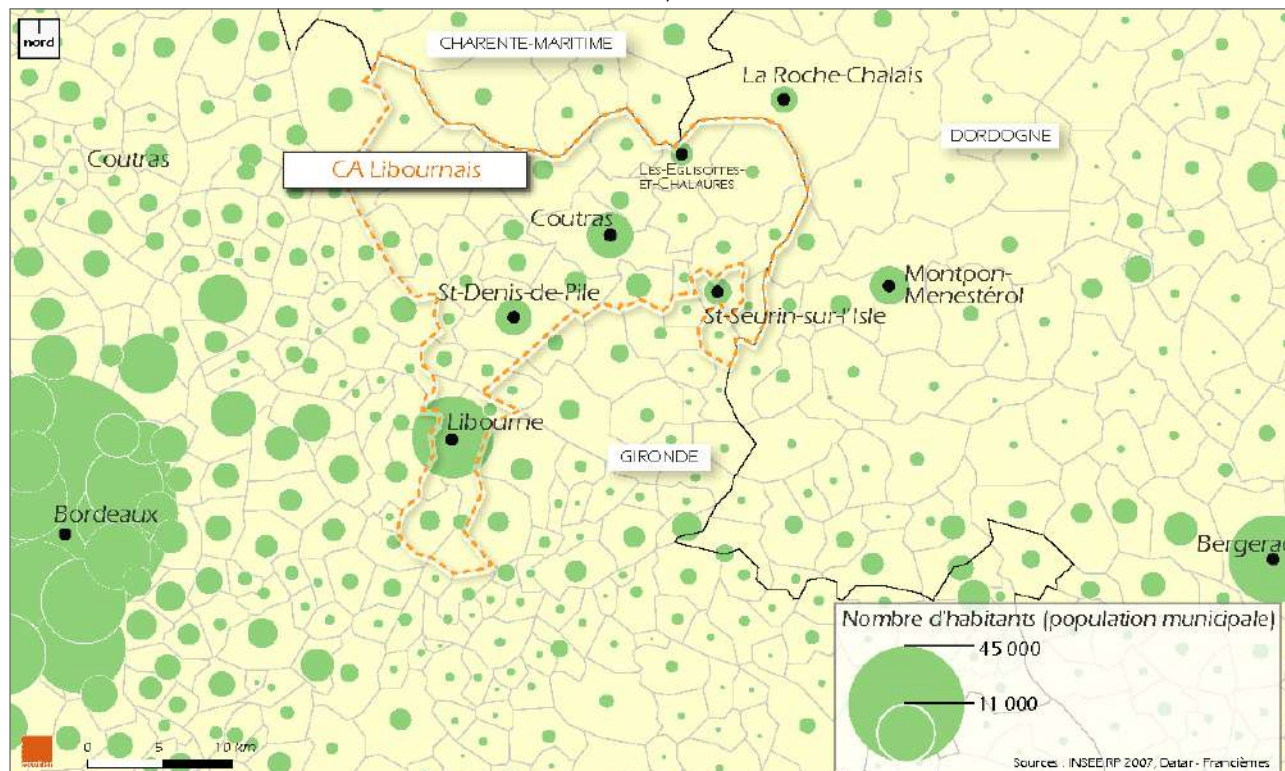 nord
CHARENTE-MARITIME
La Roche-Chalais
DORDOGNE
Coutras
CA Libournais
LES-EGLISOTTES-
ET-CHALAURES
Coutras
Montpon-
Menestérol
St-Denis-de-Pile
St-Seurin-sur-l'Isle
Libourne
GIRONDE
Bordeaux
Bergerac
Nombre d'habitants (population municipale)
45 000
11 000
0 5 10 km
Sources : INSEE RP 2007, Datar - Francièmes